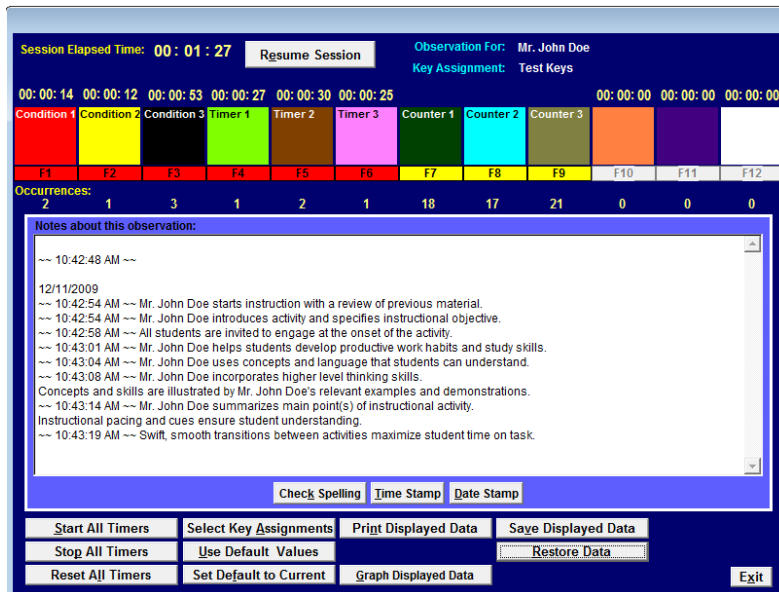 Session Elapsed Time: 00 : 01 : 27 Resume Session Observation For: Mr. John Doe
Key Assignment: Test Keys
00: 00: 14 00: 00: 12 00: 00: 53 00: 00: 27 00: 00: 30 00: 00: 25 00: 00: 00 00: 00: 00 00: 00: 00
Condition 1 Condition 2 Condition 3 Timer 1 Timer 2 Timer 3 Counter 1 Counter 2 Counter 3
F1 F2 F3 F4 F5 F6 F7 F8 F9 F10 F11 F12
Occurrences:
2 1 3 1 2 1 18 17 21 0 0 0
Notes about this observation:
~~ 10:42:48 AM ~~
12/11/2009
~~ 10:42:54 AM ~~ Mr. John Doe starts instruction with a review of previous material.
~~ 10:42:54 AM ~~ Mr. John Doe introduces activity and specifies instructional objective.
~~ 10:42:58 AM ~~ All students are invited to engage at the onset of the activity.
~~ 10:43:01 AM ~~ Mr. John Doe helps students develop productive work habits and study skills.
~~ 10:43:04 AM ~~ Mr. John Doe uses concepts and language that students can understand.
~~ 10:43:08 AM ~~ Mr. John Doe incorporates higher level thinking skills.
Concepts and skills are illustrated by Mr. John Doe's relevant examples and demonstrations.
~~ 10:43:14 AM ~~ Mr. John Doe summarizes main point(s) of instructional activity.
Instructional pacing and cues ensure student understanding.
~~ 10:43:19 AM ~~ Swift, smooth transitions between activities maximize student time on task.
Check Spelling Time Stamp Date Stamp
Start All Timers Select Key Assignments Print Displayed Data Save Displayed Data
Stop All Timers Use Default Values Restore Data
Reset All Timers Set Default to Current Graph Displayed Data Exit